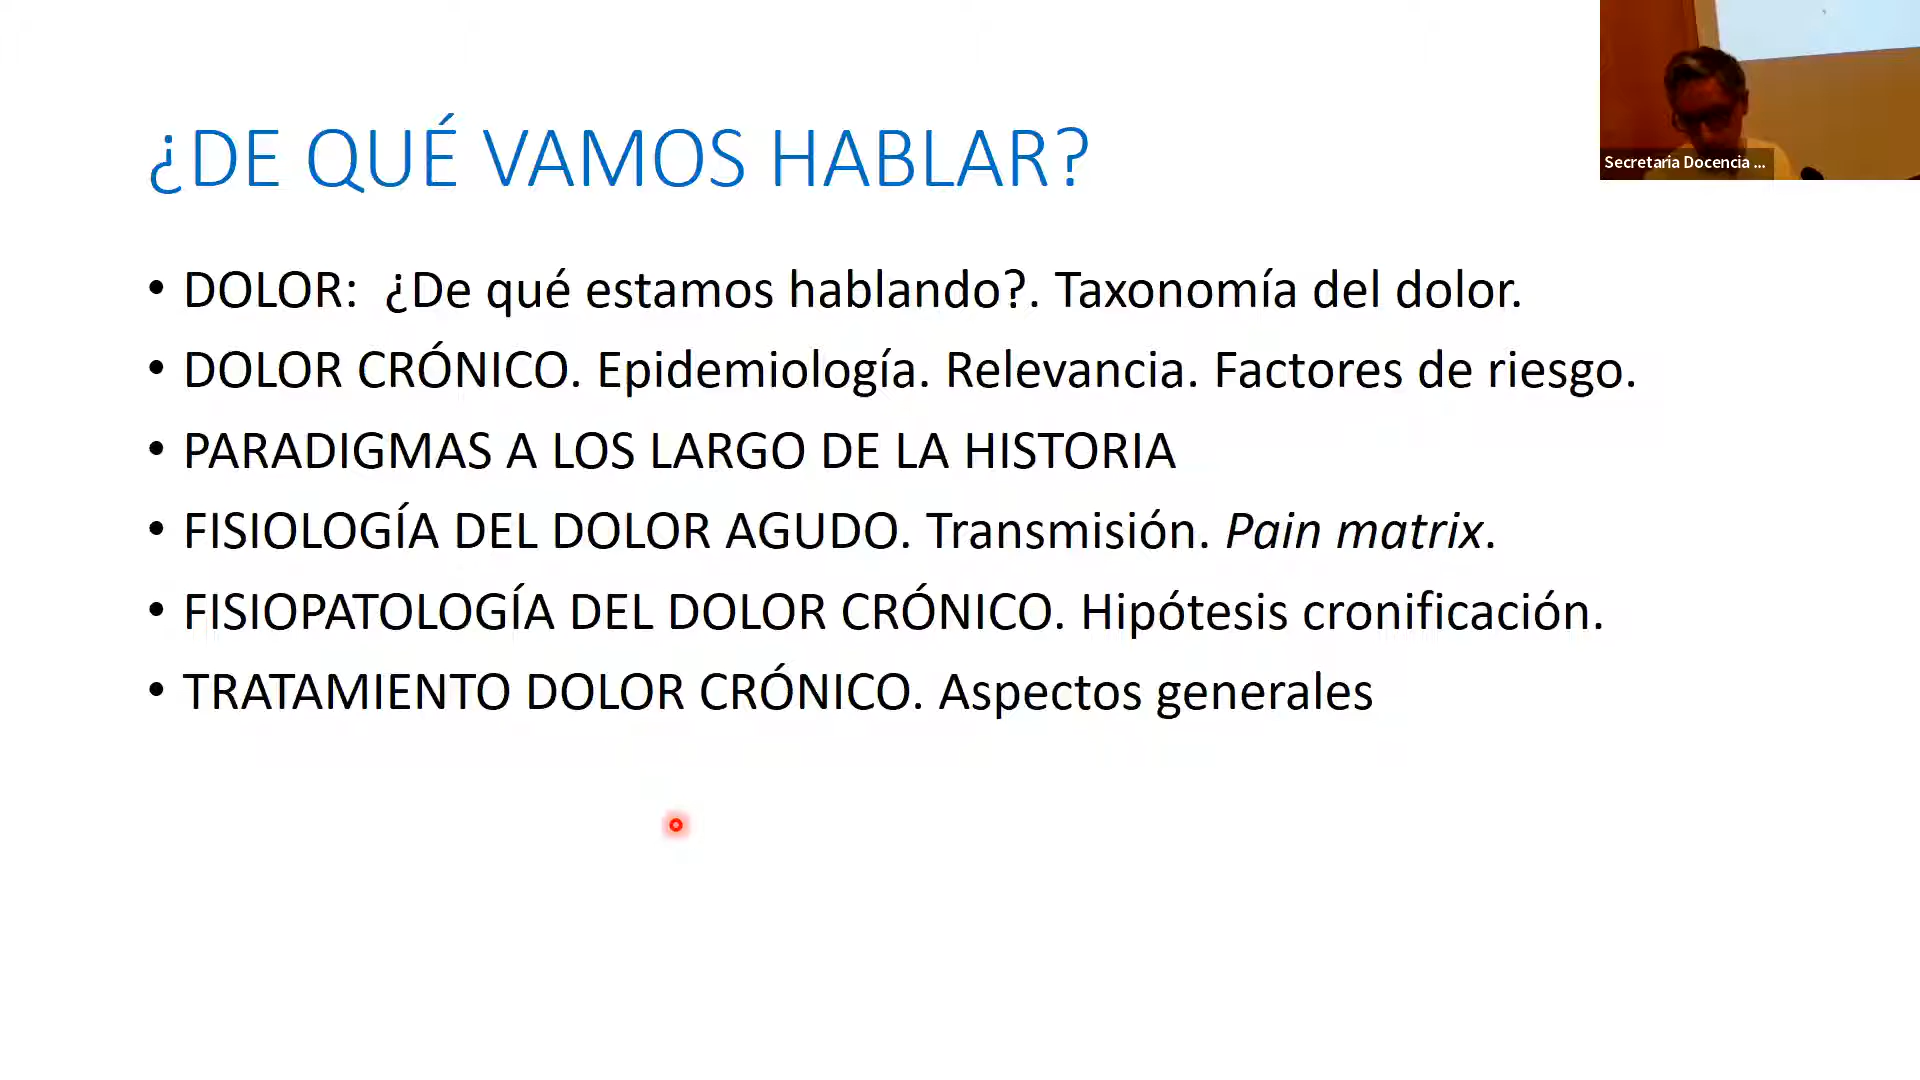 ¿DE QUÉ VAMOS HABLAR?
Secretaria Docencia ...
• DOLOR:  ¿De qué estamos hablando?. Taxonomía del dolor.
• DOLOR CRÓNICO. Epidemiología. Relevancia. Factores de riesgo.
• PARADIGMAS A LOS LARGO DE LA HISTORIA
• FISIOLOGÍA DEL DOLOR AGUDO. Transmisión. Pain matrix.
• FISIOPATOLOGÍA DEL DOLOR CRÓNICO. Hipótesis cronificación.
• TRATAMIENTO DOLOR CRÓNICO. Aspectos generales